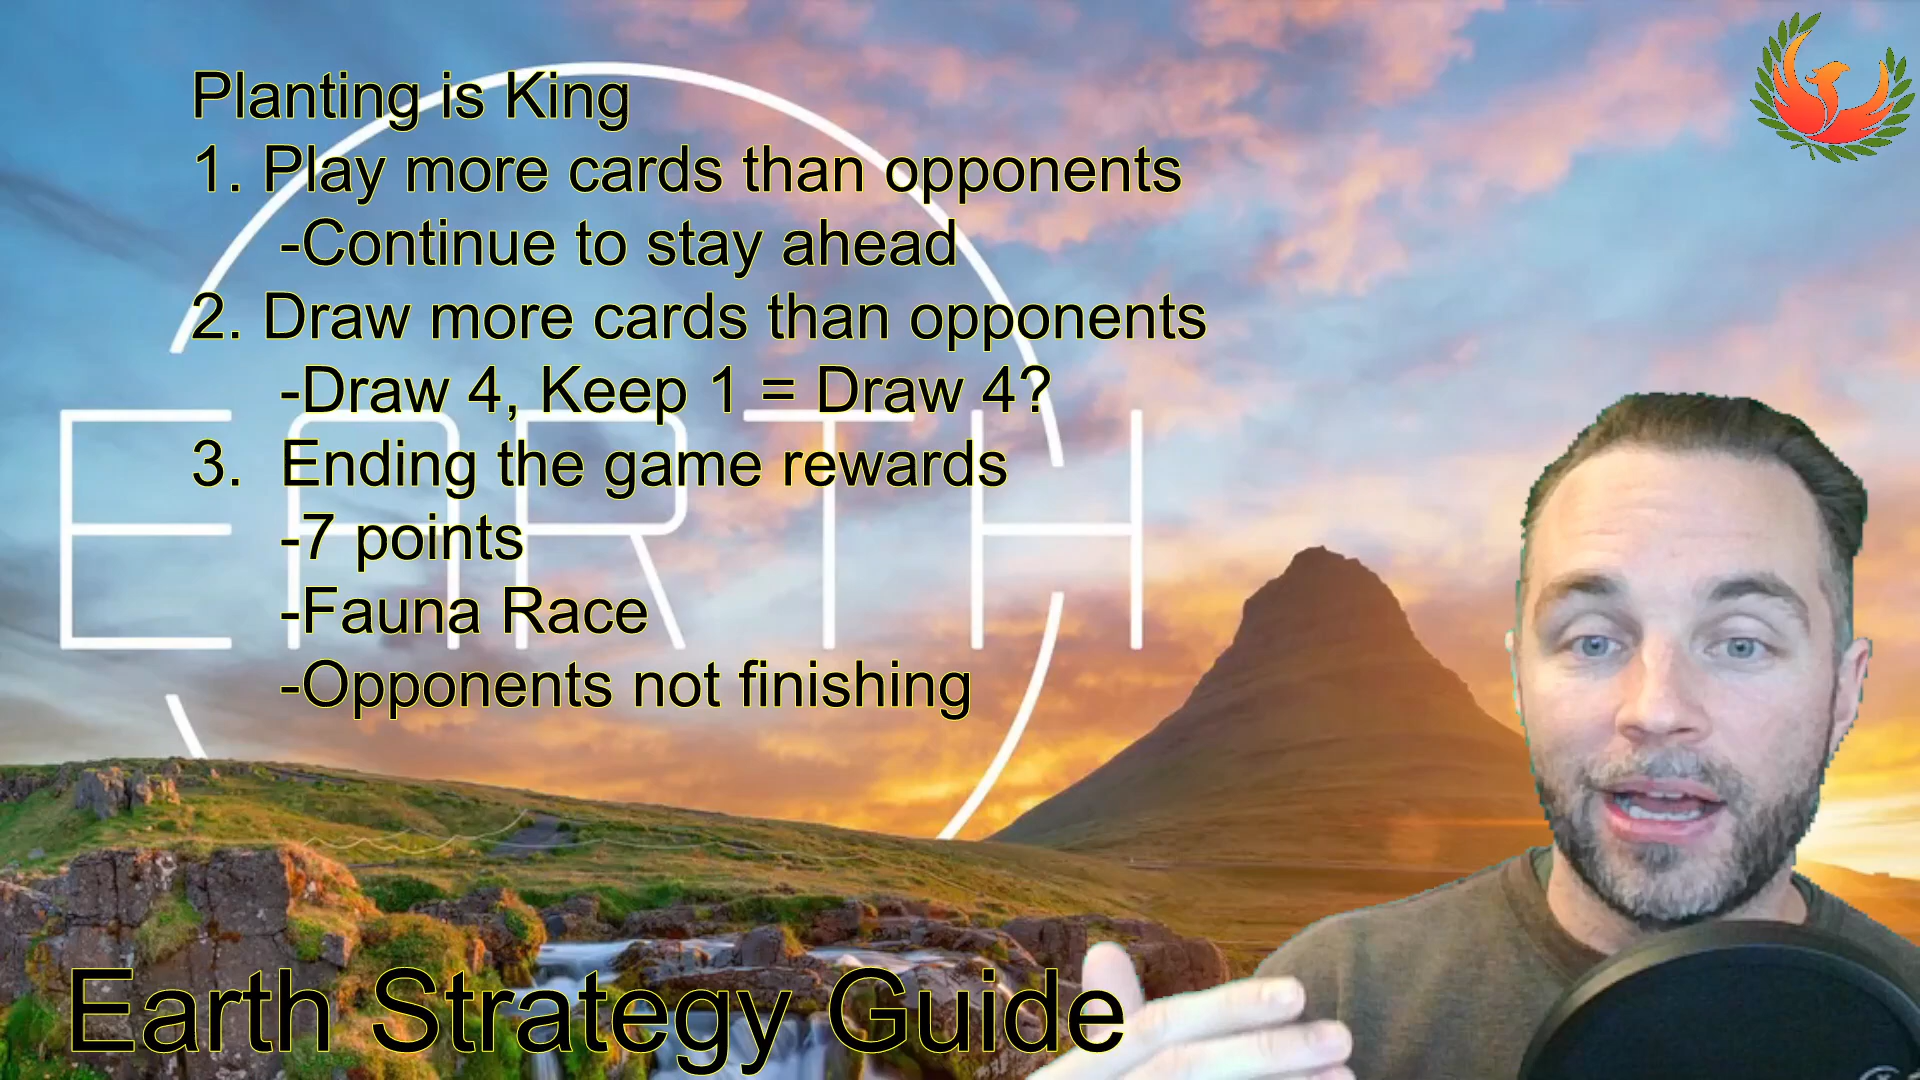 Planting is King
1. Play more cards than opponents
-Continue to stay ahead
2. Draw more cards than opponents
-Draw 4, Keep 1 = Draw 4?
3. Ending the game rewards
-7 points
-Fauna Race
-Opponents not finishing
EARTH
Earth Strategy Guide